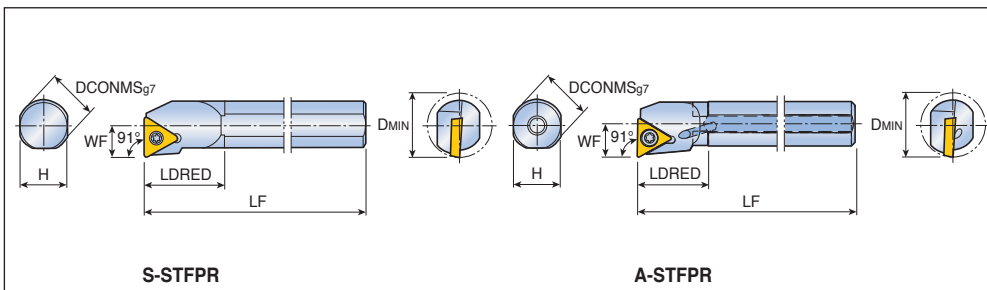 DCONMSg7
WF
91°
H
LDRED
LF
DMIN
S-STFPR
DCONMSg7
WF
91°
H
LDRED
LF
DMIN
A-STFPR